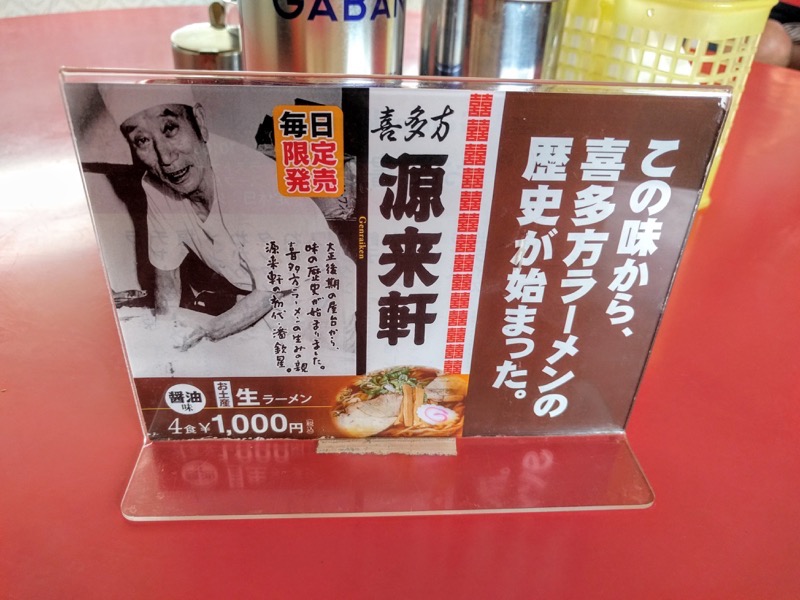 GABAN
この味から、
喜多方ラーメンの
歴史が始まった。
喜多方
源来軒
Genraiken
毎日
限定
発売
大正後期の屋台から、
味の歴史が始まりました。
喜多方ラーメンの生みの親
源来軒の初代・潘欽星。
醤油
味
お土産
生ラーメン
4食¥1,000円
税込